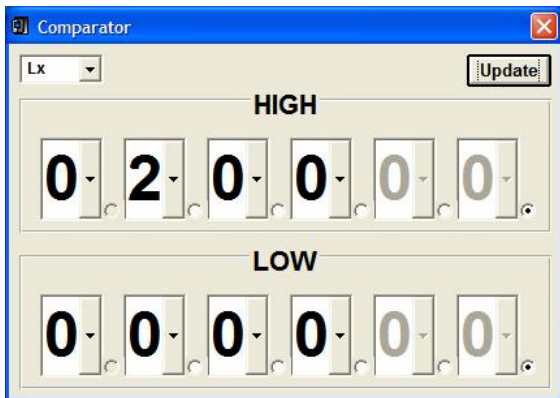 Comparator
Lx Update
HIGH
0 2 0 0 0 0
LOW
0 0 0 0 0 0